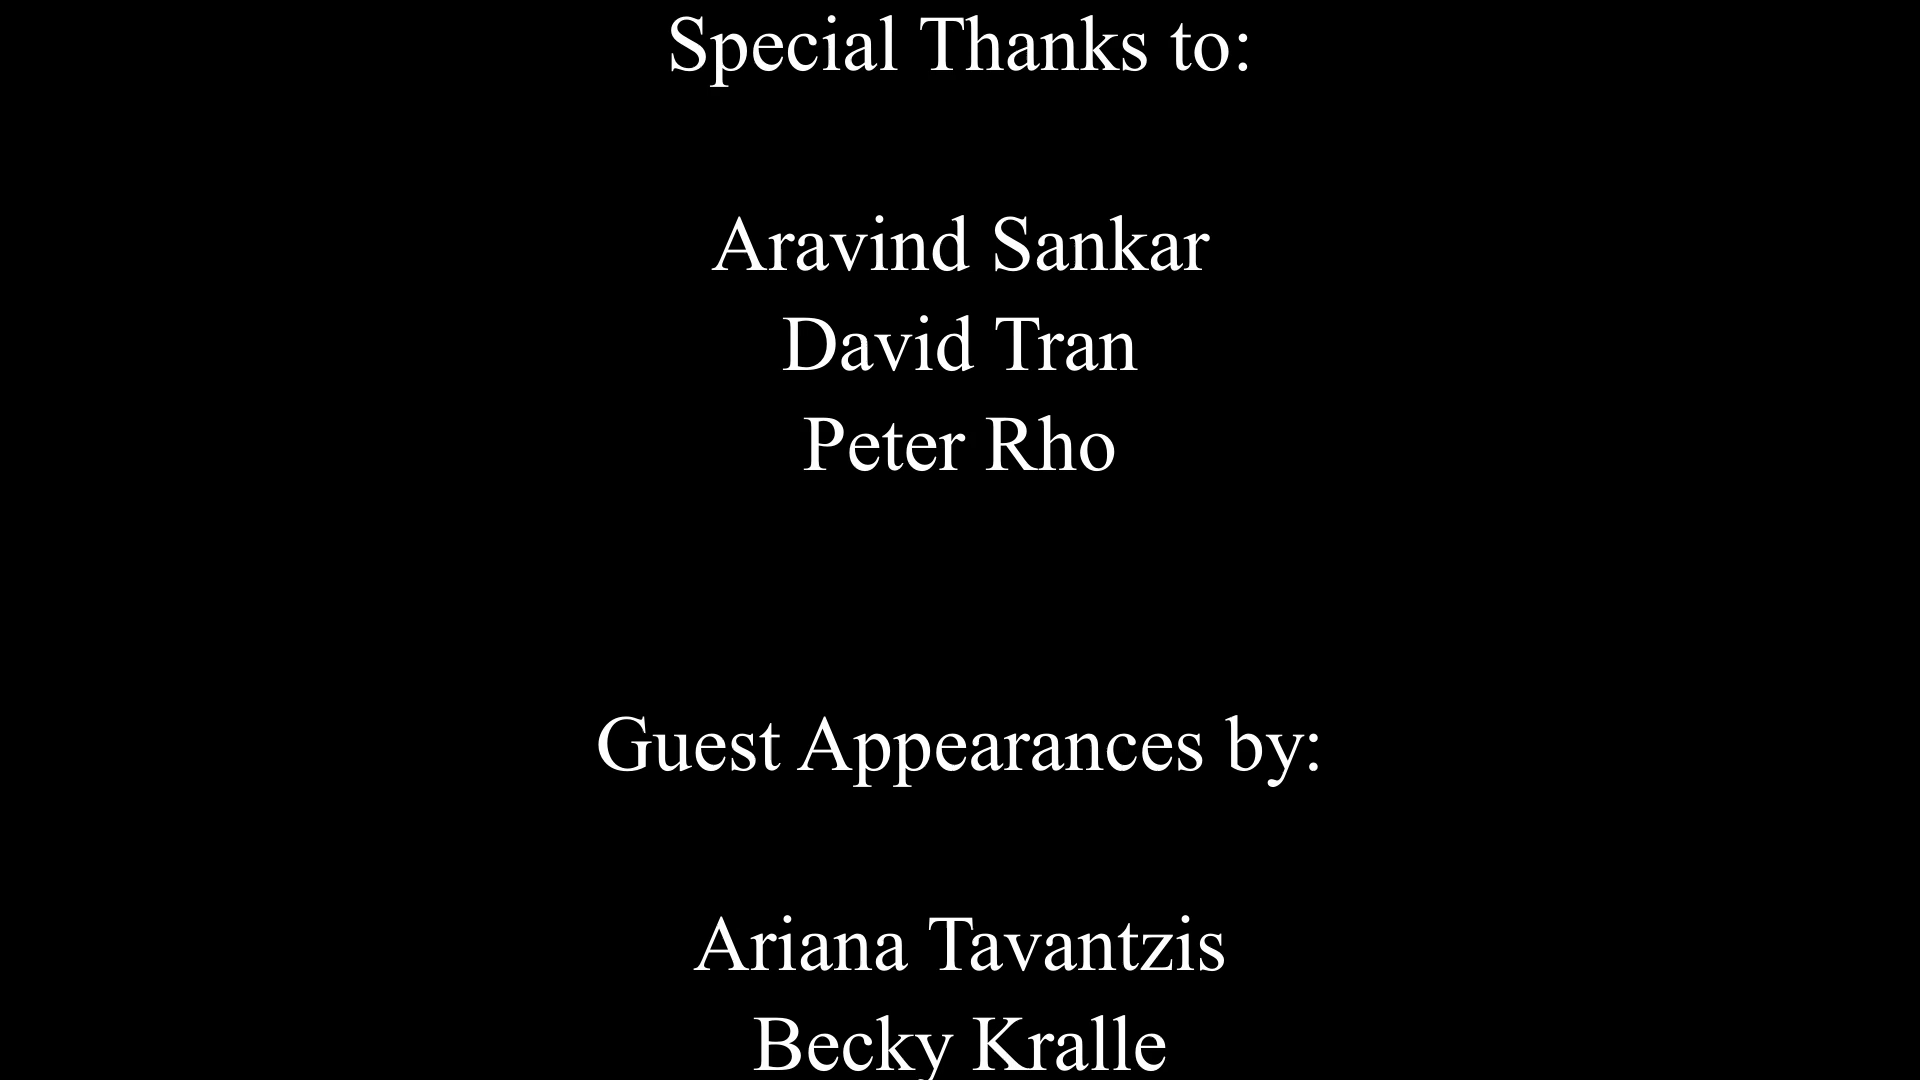 Special Thanks to:
Aravind Sankar
David Tran
Peter Rho
Guest Appearances by:
Ariana Tavantzis
Becky Kralle